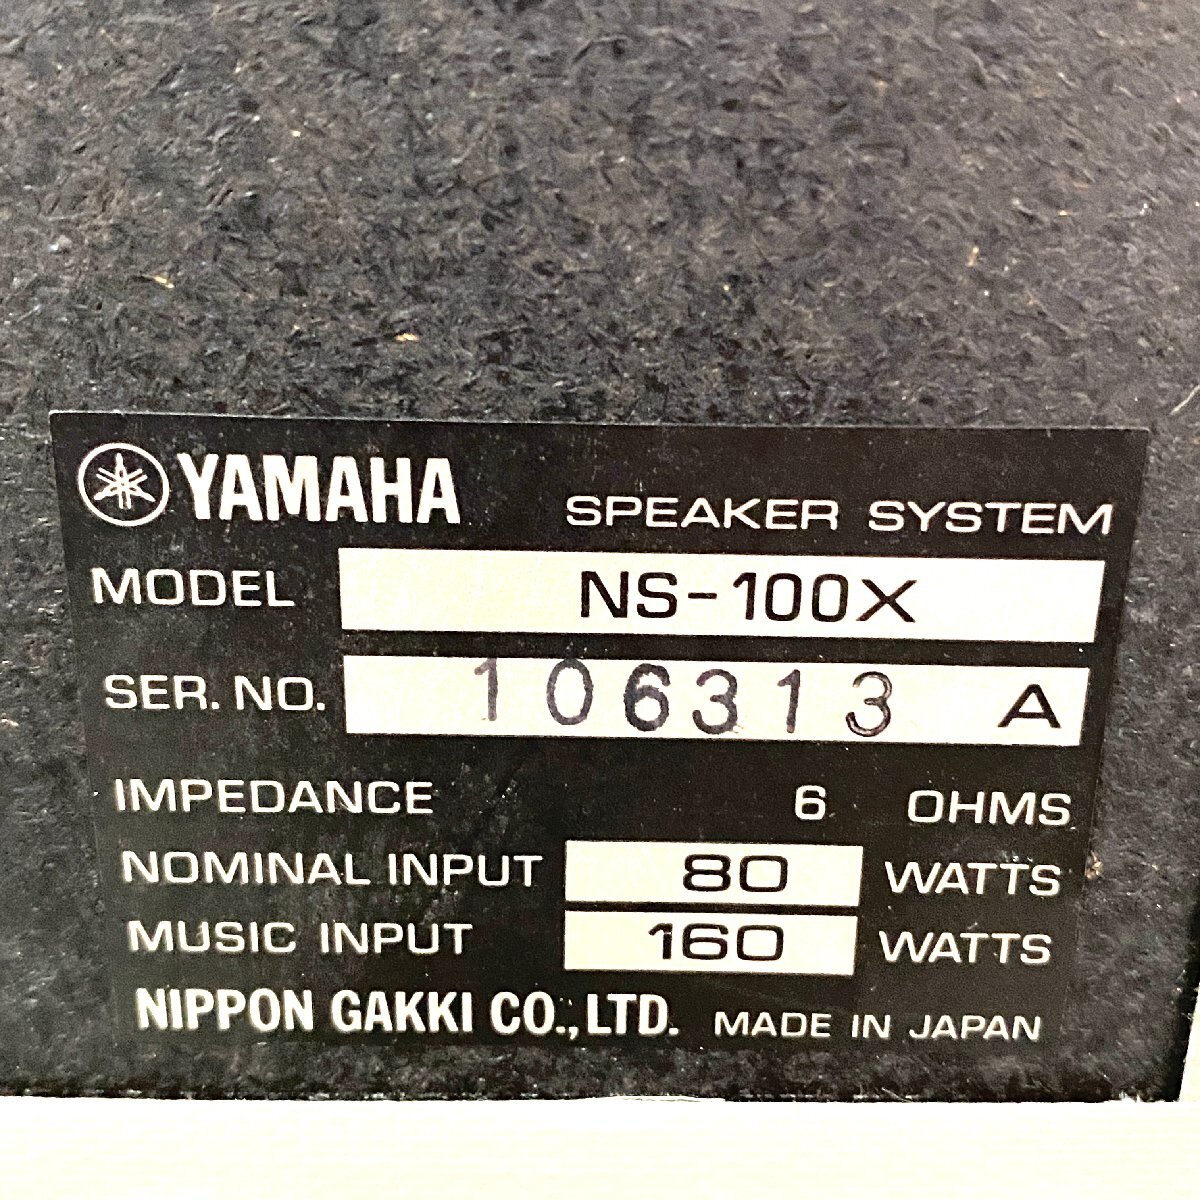 YAMAHA SPEAKER SYSTEM
MODEL NS-100X
SER. NO. 106313 A
IMPEDANCE 6 OHMS
NOMINAL INPUT 80 WATTS
MUSIC INPUT 160 WATTS
NIPPON GAKKI CO., LTD. MADE IN JAPAN